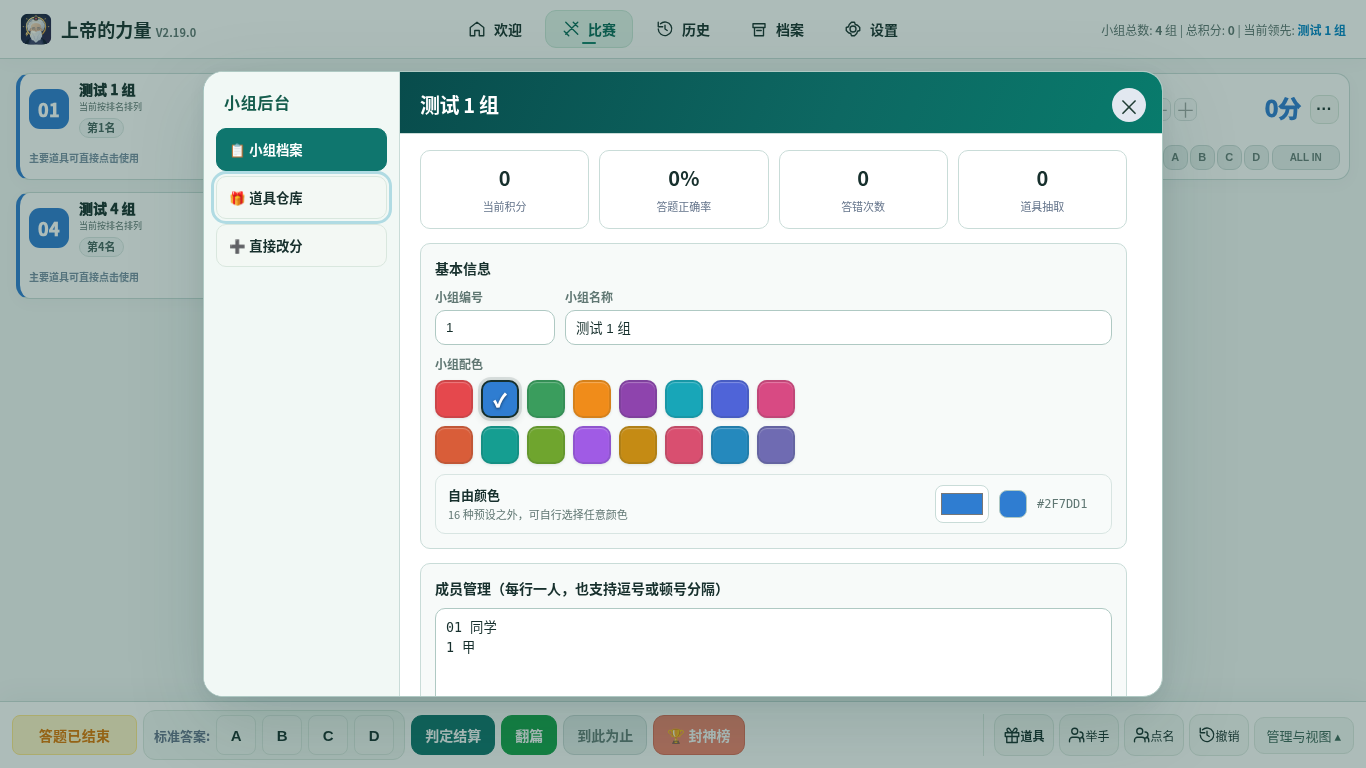 上帝的力量 V2.19.0
欢迎
比赛
历史
档案
设置
小组总数: 4 组 | 总积分: 0 | 当前领先: 测试 1 组
01
测试 1 组
当前按排名排列
第1名
主要道具可直接点击使用
04
测试 4 组
当前按排名排列
第4名
主要道具可直接点击使用
0分
A
B
C
D
ALL IN
小组后台
小组档案
道具仓库
直接改分
测试 1 组
0
当前积分
0%
答题正确率
0
答错次数
0
道具抽取
基本信息
小组编号
小组名称
1
测试 1 组
小组配色
自由颜色
16 种预设之外，可自行选择任意颜色
#2F7DD1
成员管理（每行一人，也支持逗号或顿号分隔）
01 同学
1 甲
答题已结束
标准答案:
A
B
C
D
判定结算
翻篇
到此为止
封神榜
道具
举手
点名
撤销
管理与视图 ▴